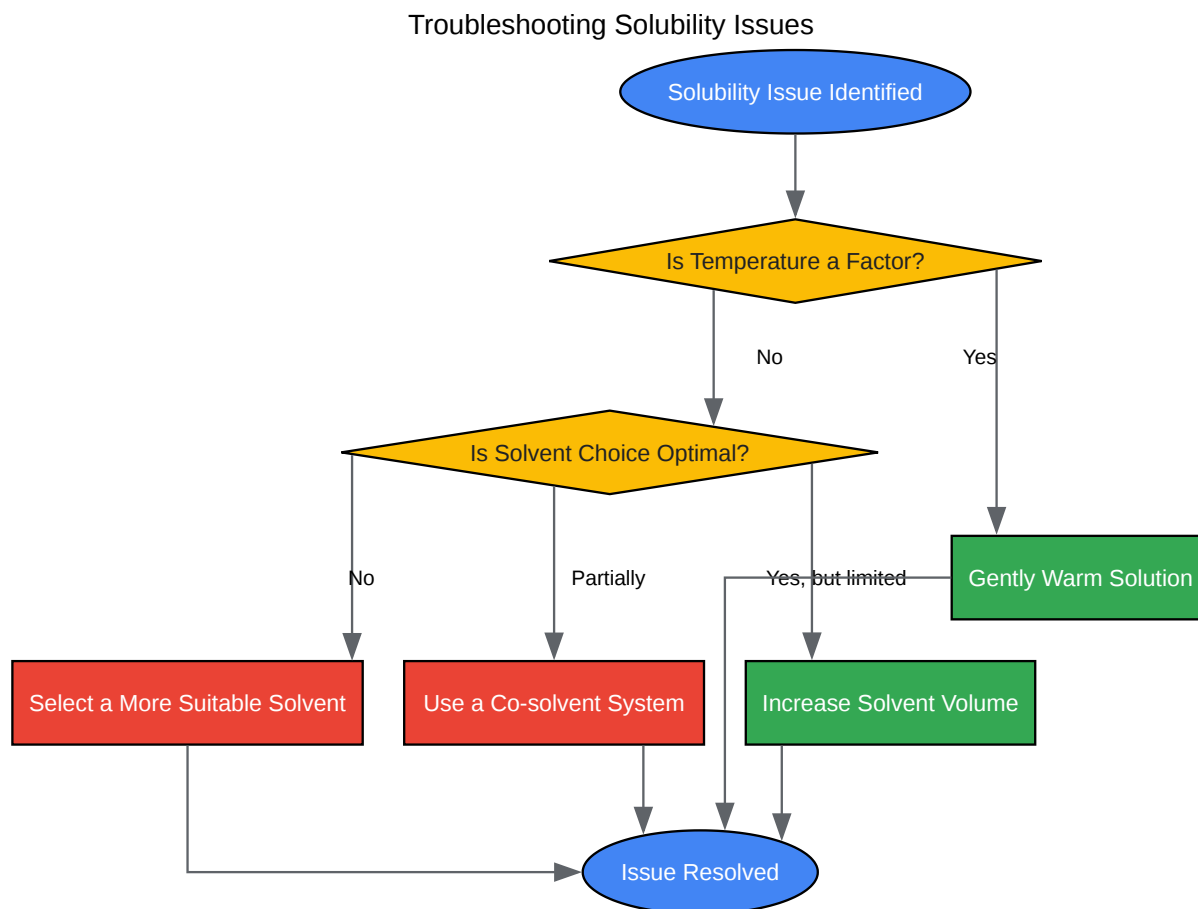 Troubleshooting Solubility Issues
Solubility Issue Identified
Is Temperature a Factor?
No
Yes
Is Solvent Choice Optimal?
No
Partially
Yes, but limited
Gently Warm Solution
Select a More Suitable Solvent
Use a Co-solvent System
Increase Solvent Volume
Issue Resolved